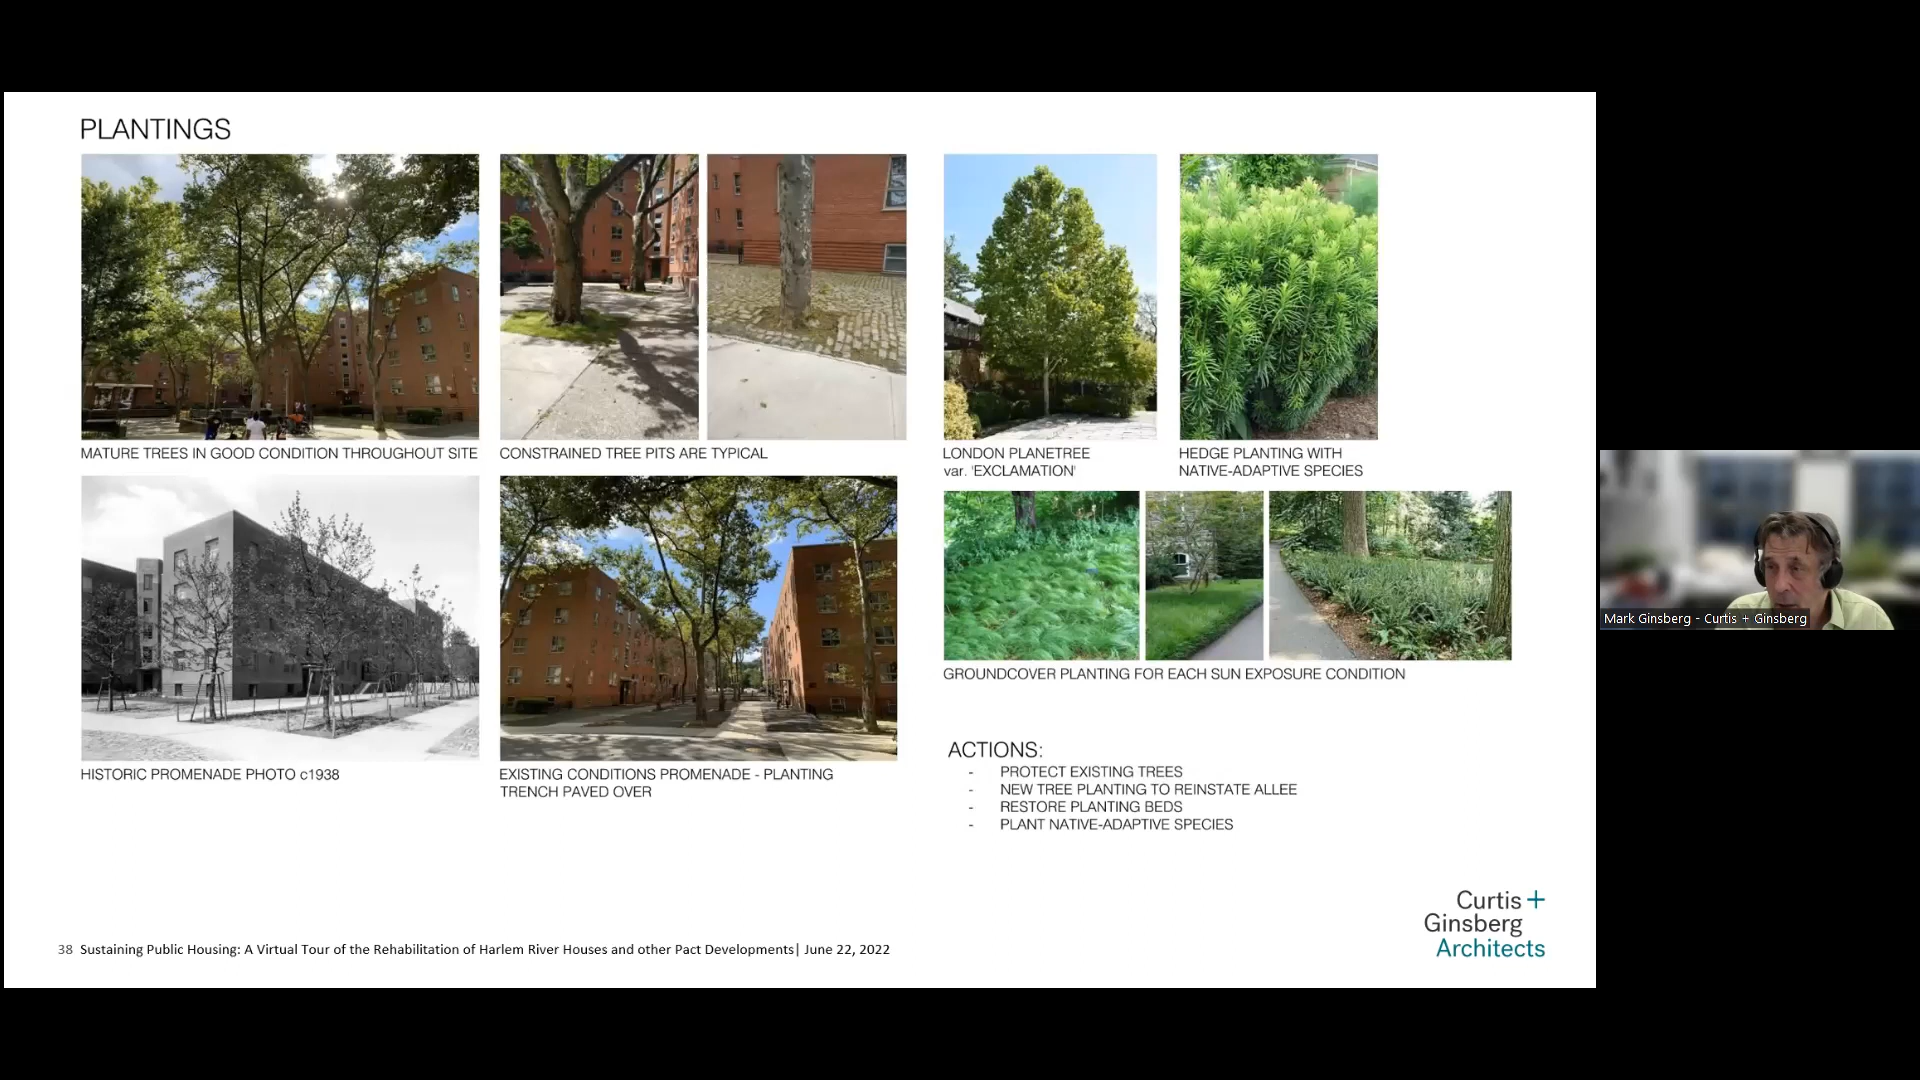 PLANTINGS
MATURE TREES IN GOOD CONDITION THROUGHOUT SITE
CONSTRAINED TREE PITS ARE TYPICAL
HISTORIC PROMENADE PHOTO c1938
EXISTING CONDITIONS PROMENADE - PLANTING
TRENCH PAVED OVER
LONDON PLANETREE
var. 'EXCLAMATION'
HEDGE PLANTING WITH
NATIVE-ADAPTIVE SPECIES
GROUNDCOVER PLANTING FOR EACH SUN EXPOSURE CONDITION
ACTIONS:
- PROTECT EXISTING TREES
- NEW TREE PLANTING TO REINSTATE ALLEE
- RESTORE PLANTING BEDS
- PLANT NATIVE-ADAPTIVE SPECIES
Curtis +
Ginsberg
Architects
38 Sustaining Public Housing: A Virtual Tour of the Rehabilitation of Harlem River Houses and other Pact Developments| June 22, 2022
Mark Ginsberg - Curtis + Ginsberg